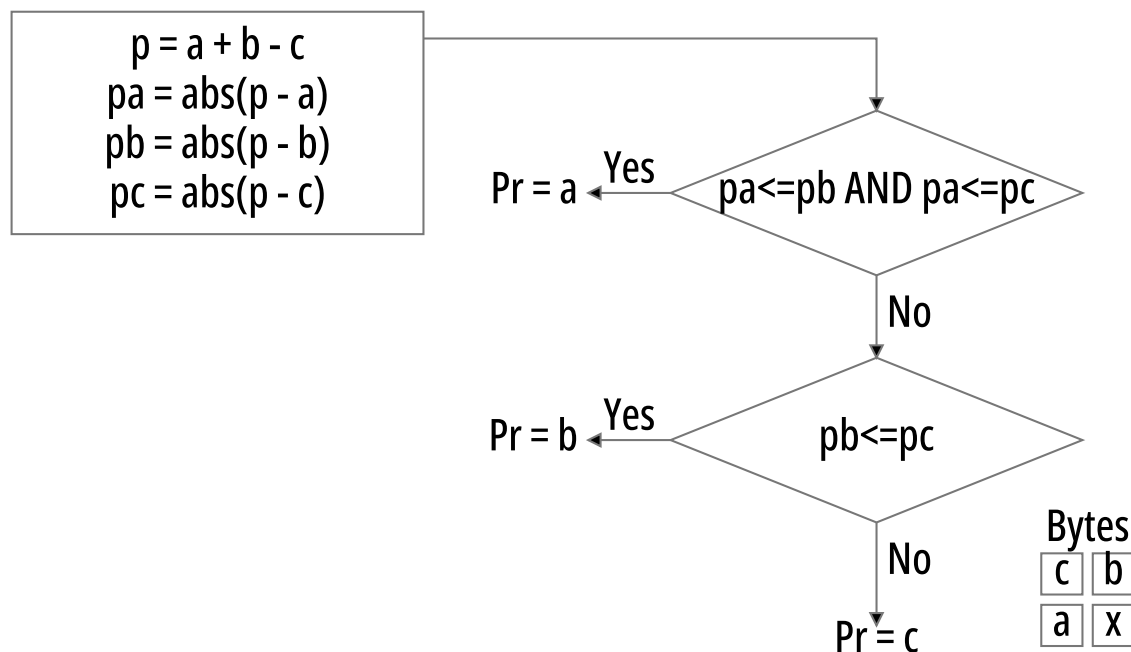 p = a + b - c
pa = abs(p - a)
pb = abs(p - b)
pc = abs(p - c)
Yes
Pr = a
pa<=pb AND pa<=pc
No
Yes
Pr = b
pb<=pc
No
Pr = c
Bytes
c b
a x